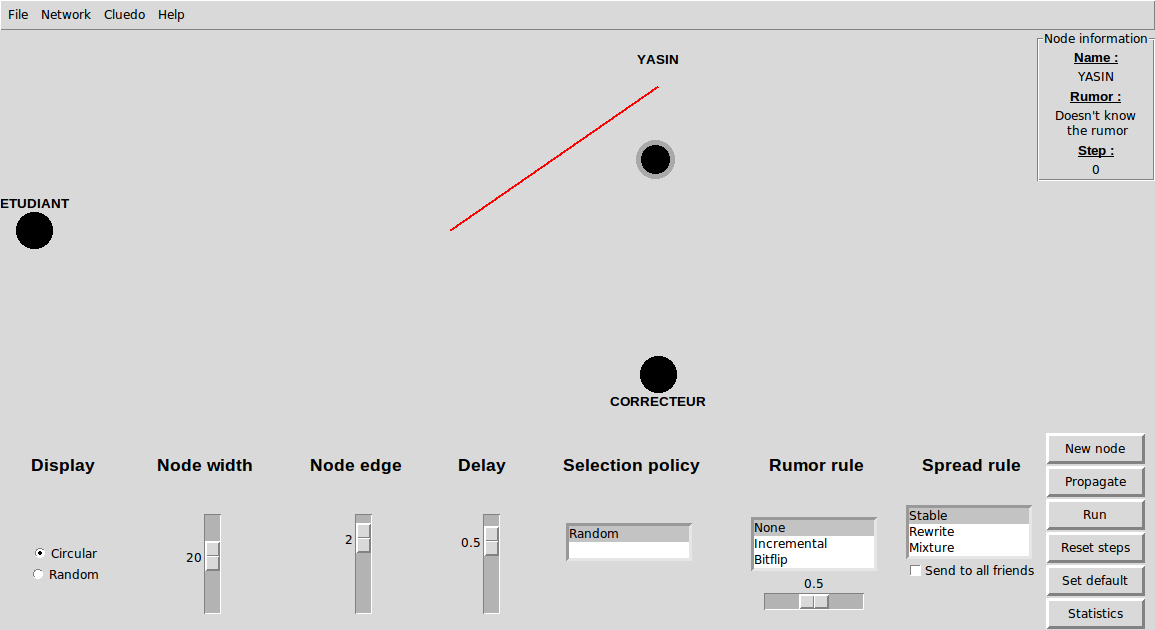 File Network Cluedo Help
Node information
Name :
YASIN
Rumor :
Doesn't know
the rumor
Step :
0
YASIN
ETUDIANT
CORRECTEUR
Display
Circular
Random
Node width
20
Node edge
2
Delay
0.5
Selection policy
Random
Rumor rule
None
Incremental
Bitflip
0.5
Spread rule
Stable
Rewrite
Mixture
Send to all friends
New node
Propagate
Run
Reset steps
Set default
Statistics